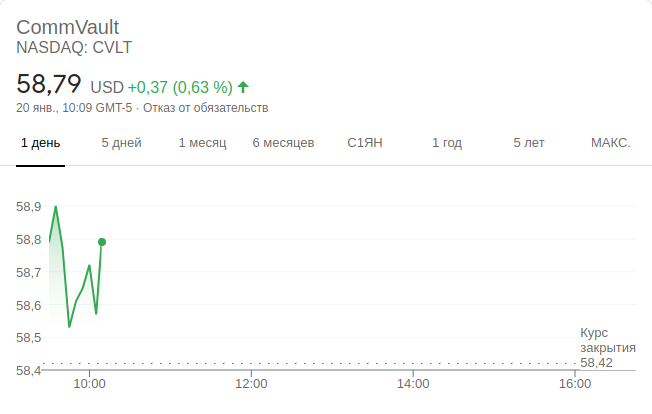 CommVault
NASDAQ: CVLT
58,79 USD +0,37 (0,63 %)
20 янв., 10:09 GMT-5 · Отказ от обязательств
1 день 5 дней 1 месяц 6 месяцев С1ЯН 1 год 5 лет МАКС.
58,9
58,8
58,7
58,6
58,5
58,4
Курс
закрытия
58,42
10:00 12:00 14:00 16:00